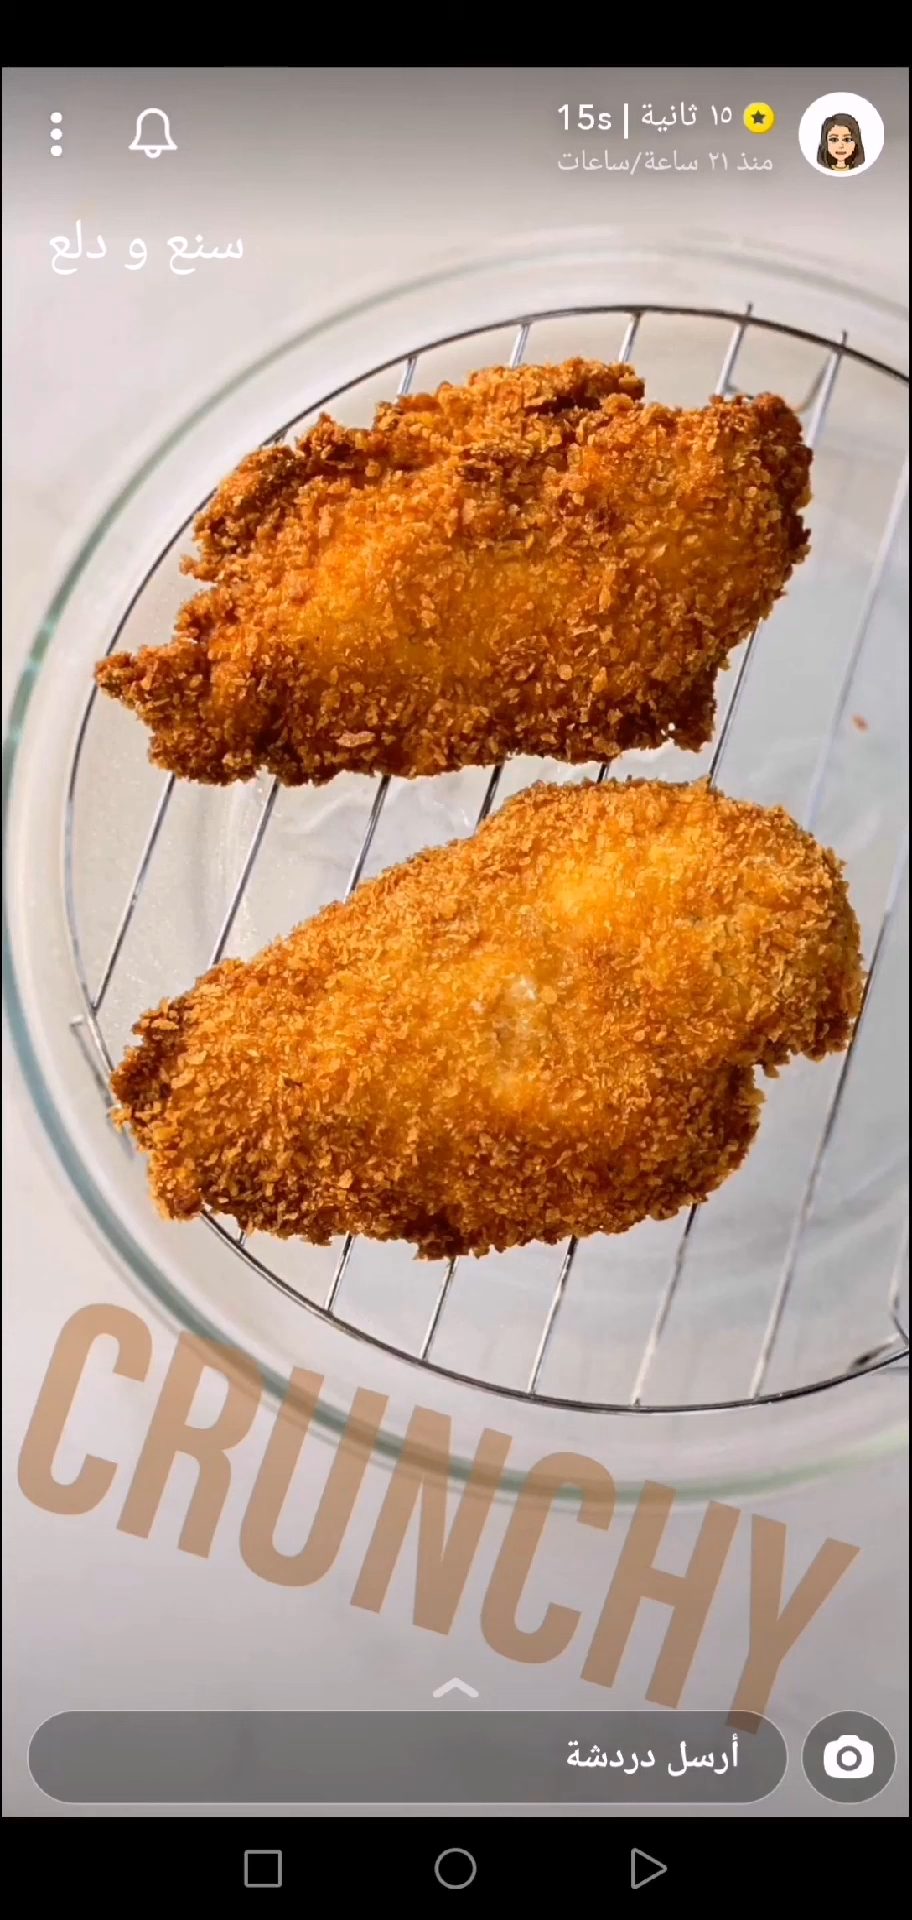 ١٥ ثانية | 15s
منذ ٢١ ساعة/ساعات
سنع و دلع
CRUNCHY
أرسل دردشة